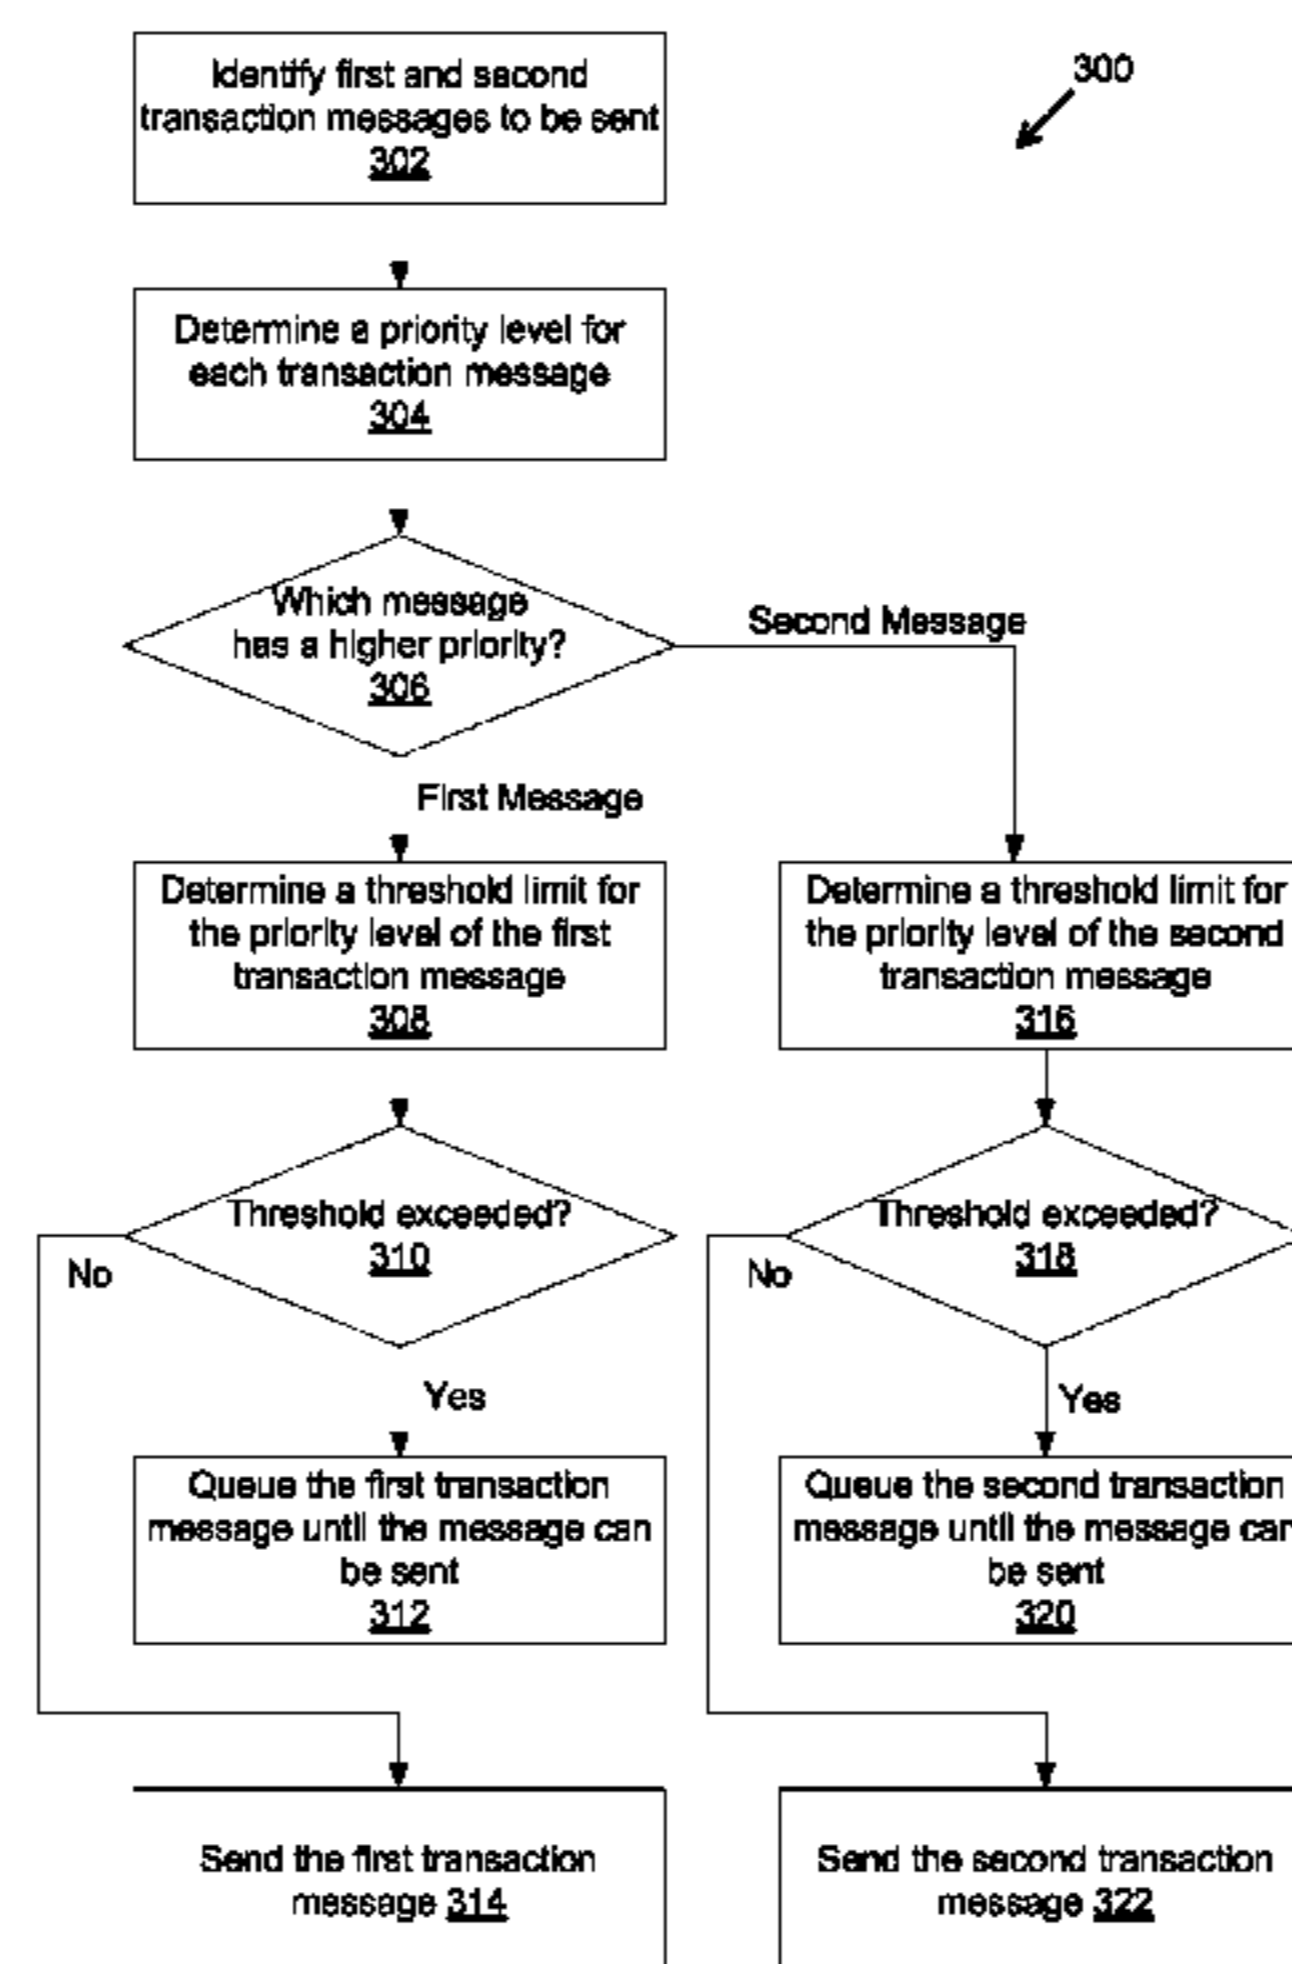 Identify first and second
transaction messages to be sent
302
300
Determine a priority level for
each transaction message
304
Which message
has a higher priority?
306
Second Message
First Message
Determine a threshold limit for
the priority level of the first
transaction message
308
Determine a threshold limit for
the priority level of the second
transaction message
316
Threshold exceeded?
310
No
Yes
Threshold exceeded?
318
No
Yes
Queue the first transaction
message until the message can
be sent
312
Queue the second transaction
message until the message can
be sent
320
Send the first transaction
message 314
Send the second transaction
message 322